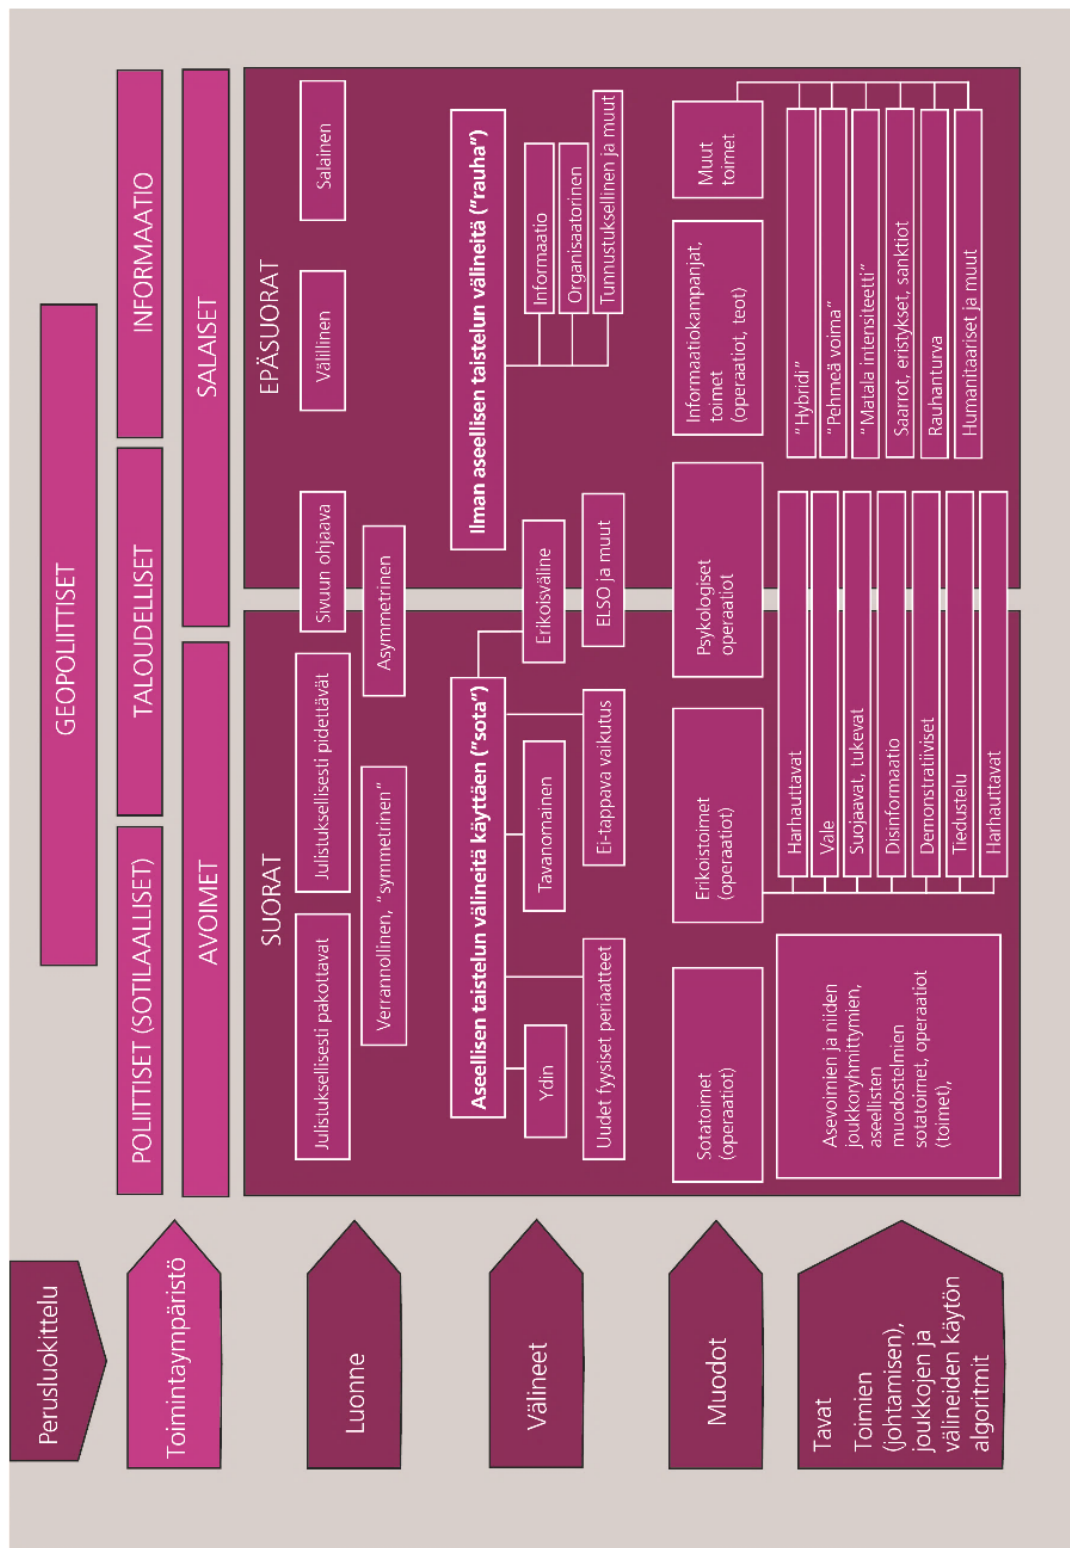 Perusluokittelu
GEOPOLIITTISET
Toimintaympäristö
POLIITTISET (SOTILAALLISET)
TALOUDELLISET
INFORMAATIO
AVOIMET
SALAISET
SUORAT
EPÄSUORAT
Luonne
Julistuksellisesti pakottavat
Julistuksellisesti pidettävät
Sivuun ohjaava
Välillinen
Salainen
Verrannollinen, “symmetrinen”
Asymmetrinen
Välineet
Aseellisen taistelun välineitä käyttäen (”sota”)
Ilman aseellisen taistelun välineitä (”rauha”)
Ydin
Tavanomainen
Erikoisväline
Informaatio
Organisaatorinen
Uudet fyysiset periaatteet
Ei-tappava vaikutus
ELSO ja muut
Tunnustuksellinen ja muut
Muodot
Sotatoimet
(operaatiot)
Erikoistoimet
(operaatiot)
Psykologiset
operaatiot
Informaatiokampanjat,
toimet
(operaatiot, teot)
Muut
toimet
Tavat
Toimien
(johtamisen),
joukkojen ja
välineiden käytön
algoritmit
Asevoimien ja niiden
joukkoryhmittymien,
aseellisten
muodostelmien
sotatoimet, operaatiot
(toimet),
Harhauttavat
Vale
Suojaavat, tukevat
Disinformaatio
Demonstratiiviset
Tiedustelu
Harhauttavat
“Hybridi”
“Pehmeä voima”
“Matala intensiteetti”
Saarrot, eristykset, sanktiot
Rauhanturva
Humanitaariset ja muut